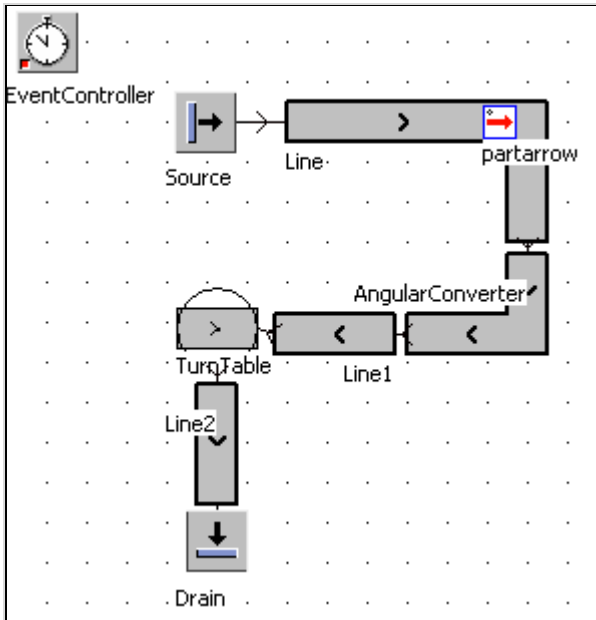 EventController
Source
Line
partarrow
AngularConverter
TurnTable
Line1
Line2
Drain